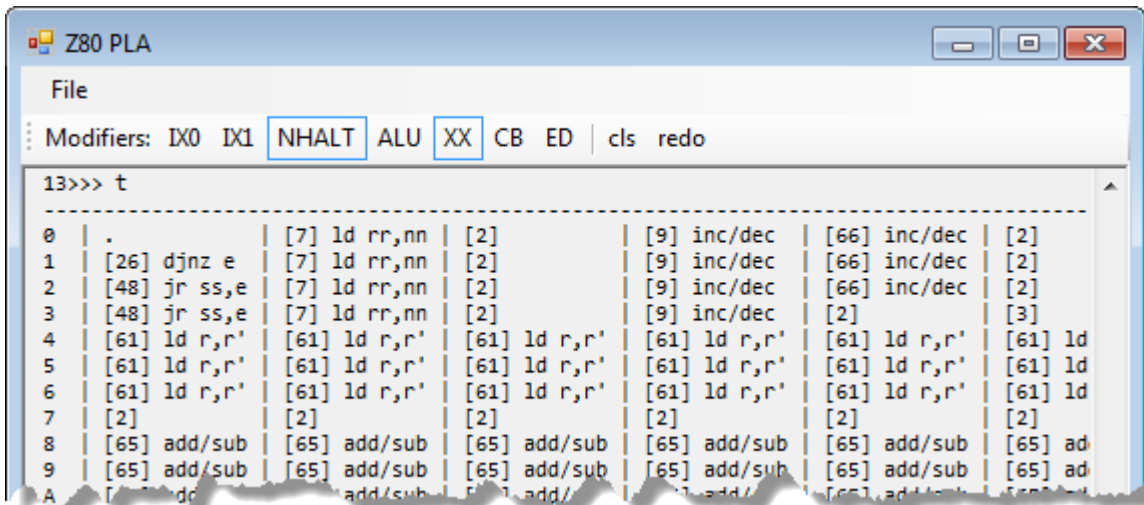 Z80 PLA
File
Modifiers: IX0 IX1 NHALT ALU XX CB ED cls redo
13>>> t
--------------------------------------------------------------------------------------
0 | . | [7] ld rr,nn | [2] | [9] inc/dec | [66] inc/dec | [2]
1 | [26] djnz e | [7] ld rr,nn | [2] | [9] inc/dec | [66] inc/dec | [2]
2 | [48] jr ss,e | [7] ld rr,nn | [2] | [9] inc/dec | [66] inc/dec | [2]
3 | [48] jr ss,e | [7] ld rr,nn | [2] | [9] inc/dec | [2] | [3]
4 | [61] ld r,r' | [61] ld r,r' | [61] ld r,r' | [61] ld r,r' | [61] ld r,r' | [61] ld
5 | [61] ld r,r' | [61] ld r,r' | [61] ld r,r' | [61] ld r,r' | [61] ld r,r' | [61] ld
6 | [61] ld r,r' | [61] ld r,r' | [61] ld r,r' | [61] ld r,r' | [61] ld r,r' | [61] ld
7 | [2] | [2] | [2] | [2] | [2] | [2]
8 | [65] add/sub | [65] add/sub | [65] add/sub | [65] add/sub | [65] add/sub | [65] ad
9 | [65] add/sub | [65] add/sub | [65] add/sub | [65] add/sub | [65] add/sub | [65] ad
A | add/sub